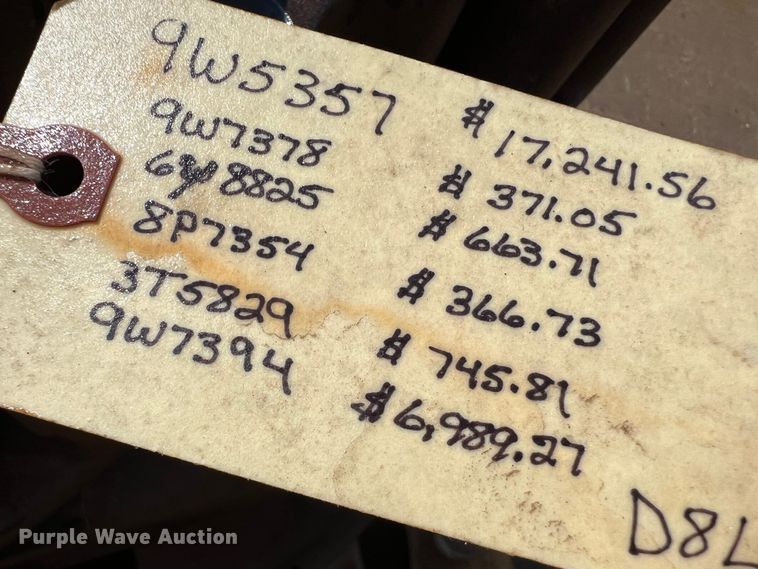 9W5357 $ 17,241.56
9W7378 $ 371.05
6Y8825 $ 663.71
8P7354 $ 366.73
3T5829 $ 745.81
9W7394 $ 6,989.27
D8L
Purple Wave Auction